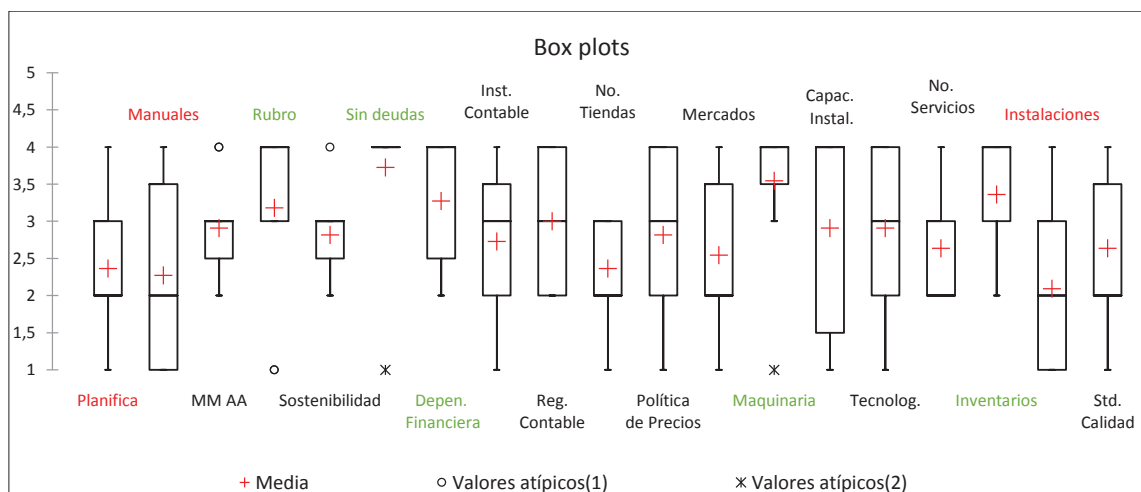 Box plots
5
4,5
4
3,5
3
2,5
2
1,5
1
Manuales
Rubro
Sin deudas
Inst.
Contable
No.
Tiendas
Mercados
Capac.
Instal.
No.
Servicios
Instalaciones
Planifica
MM AA
Sostenibilidad
Depen.
Financiera
Reg.
Contable
Política
de Precios
Maquinaria
Tecnolog.
Inventarios
Std.
Calidad
Media
Valores atípicos(1)
Valores atípicos(2)